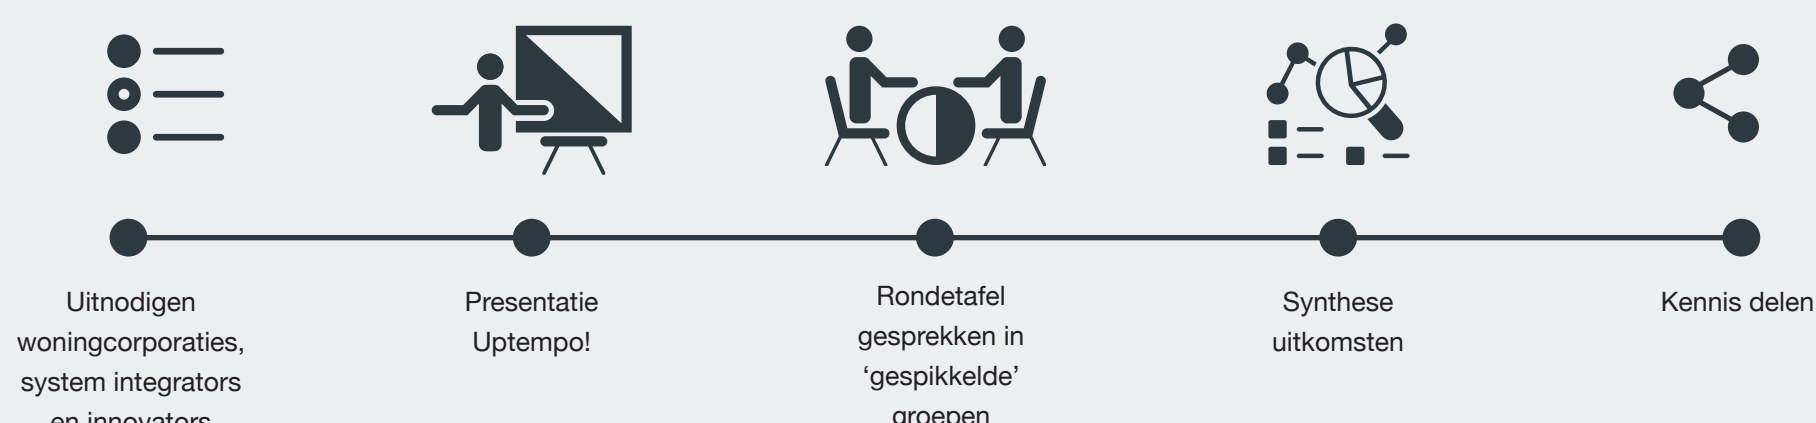 Uitnodigen
woningcorporaties,
system integrators
en innovators
Presentatie
Uptempo!
Rondetafel
gesprekken in
‘gespikkelde’
groepen
Synthese
uitkomsten
Kennis delen